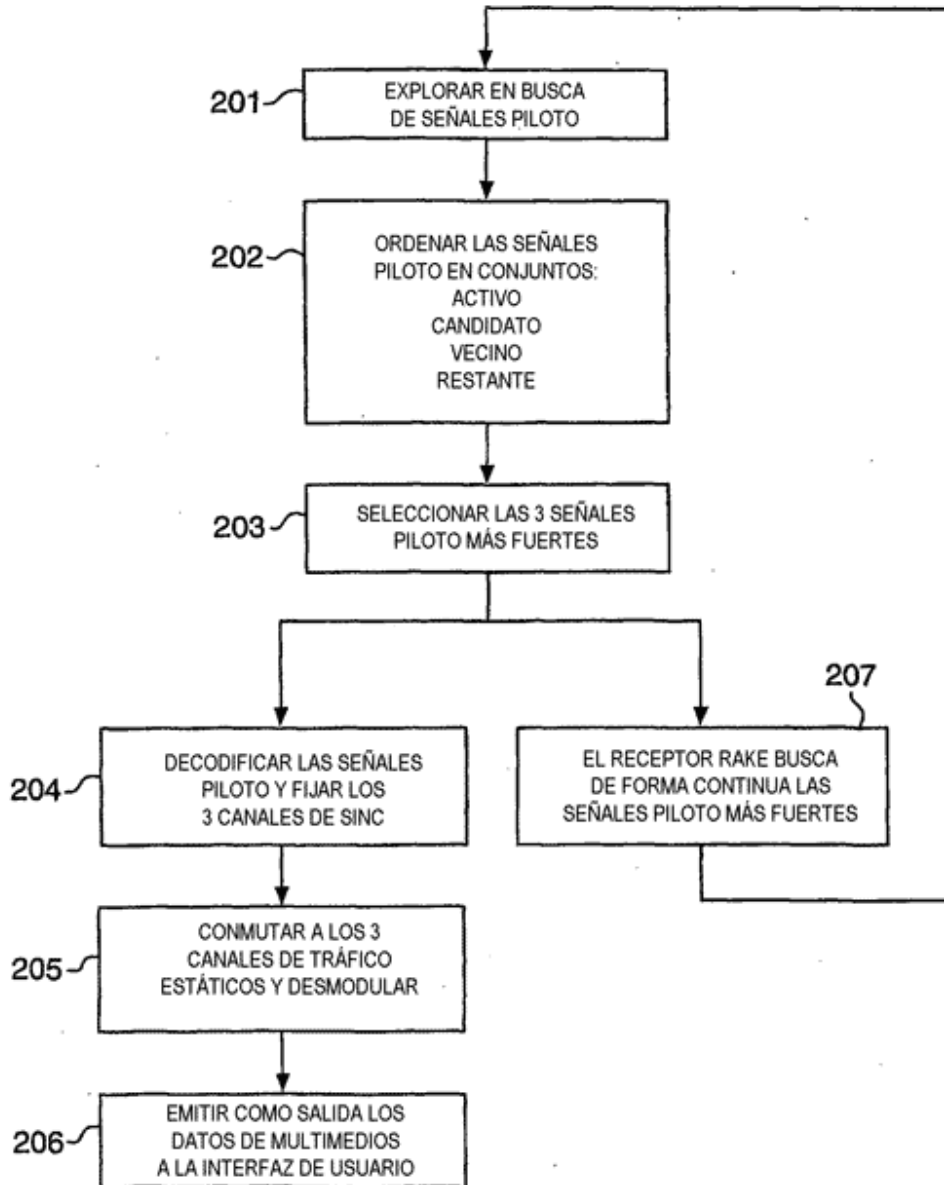 201
EXPLORAR EN BUSCA
DE SEÑALES PILOTO
202
ORDENAR LAS SEÑALES
PILOTO EN CONJUNTOS:
ACTIVO
CANDIDATO
VECINO
RESTANTE
203
SELECCIONAR LAS 3 SEÑALES
PILOTO MÁS FUERTES
204
DECODIFICAR LAS SEÑALES
PILOTO Y FIJAR LOS
3 CANALES DE SINC
207
EL RECEPTOR RAKE BUSCA
DE FORMA CONTINUA LAS
SEÑALES PILOTO MÁS FUERTES
205
CONMUTAR A LOS 3
CANALES DE TRÁFICO
ESTÁTICOS Y DESMODULAR
206
EMITIR COMO SALIDA LOS
DATOS DE MULTIMEDIOS
A LA INTERFAZ DE USUARIO